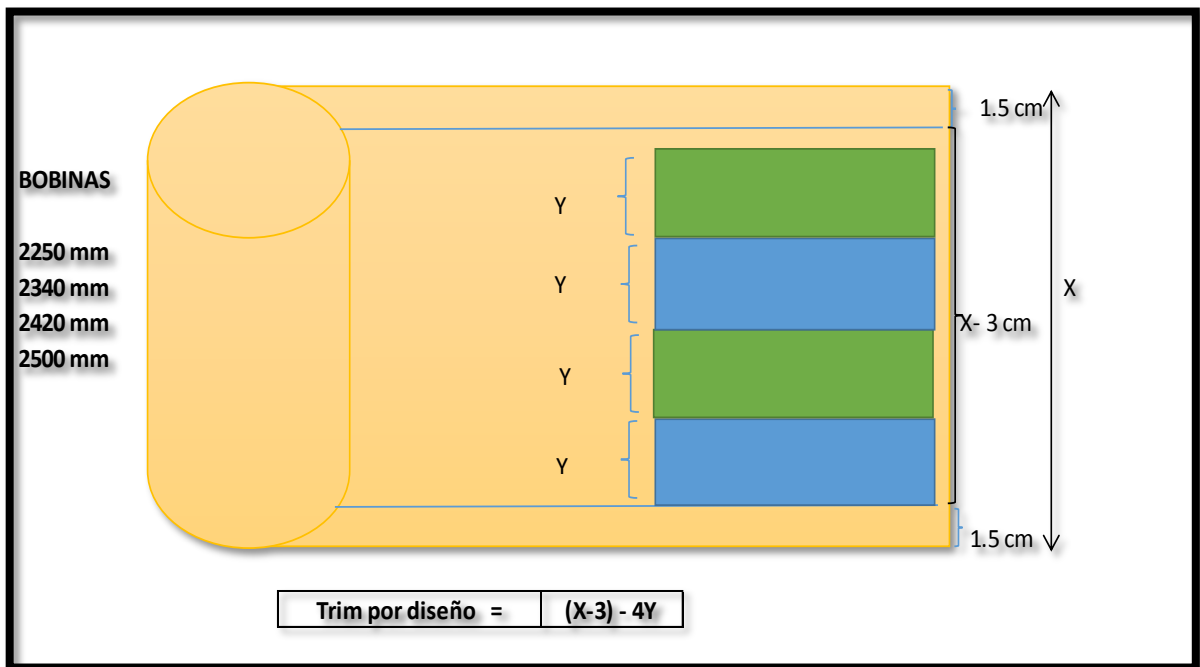 1.5 cm
BOBINAS
Y
2250 mm
2340 mm
2420 mm
2500 mm
Y
X
X- 3 cm
Y
Y
1.5 cm
Trim por diseño = (X-3) - 4Y